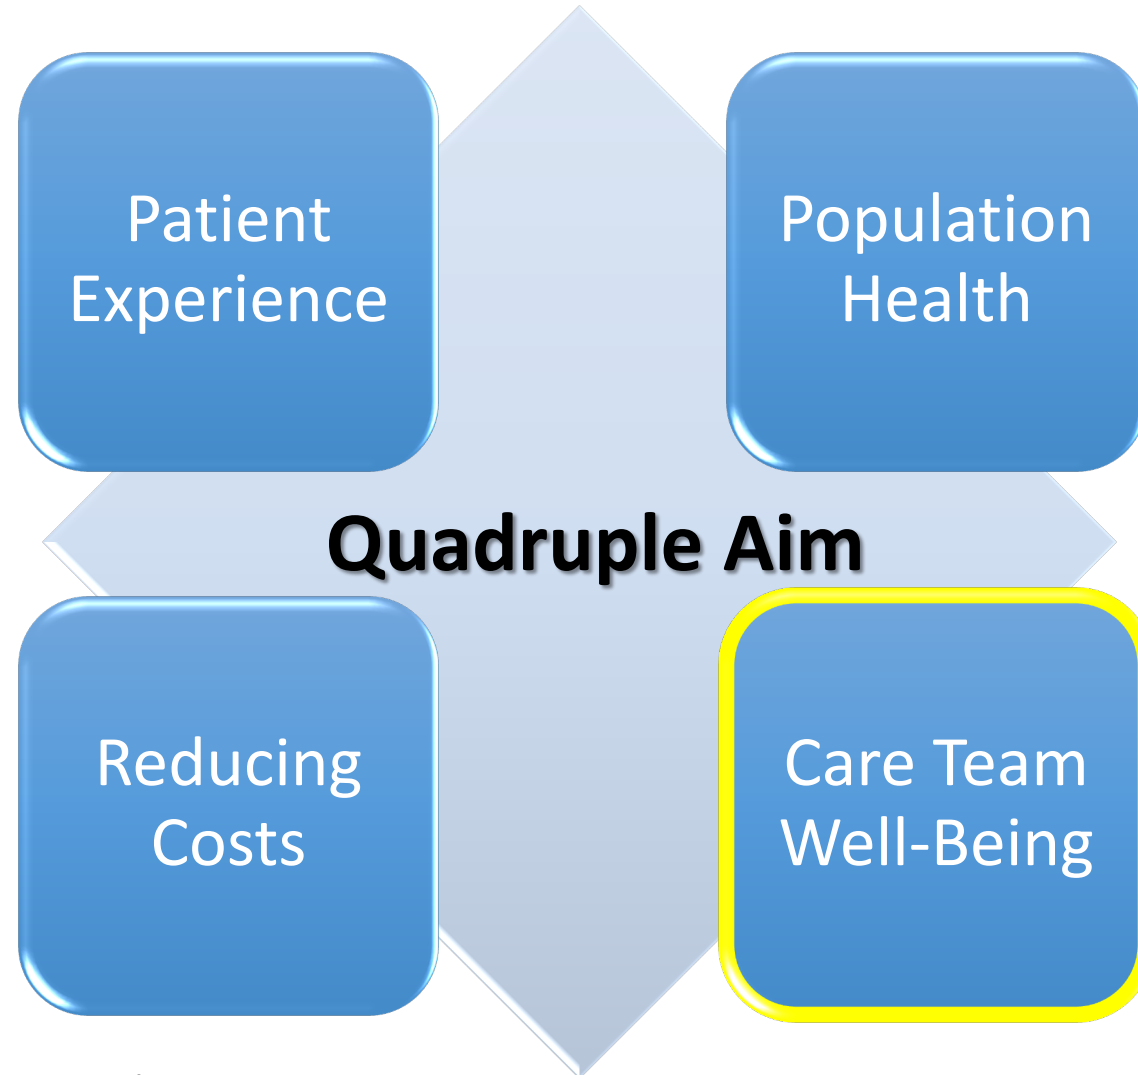 Patient
Experience
Population
Health
Quadruple Aim
Reducing
Costs
Care Team
Well-Being